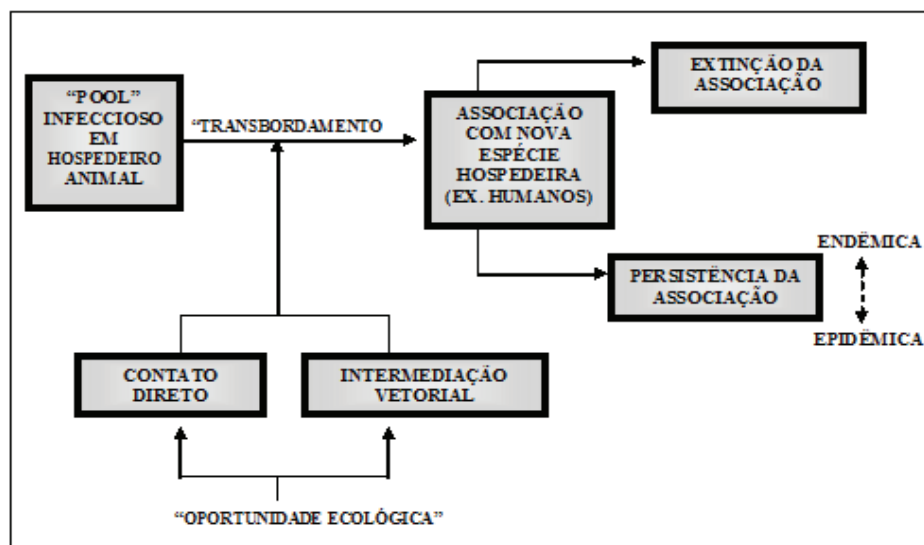 “POOL”
INFECCIOSO
EM
HOSPEDEIRO
ANIMAL
“TRANSBORDAMENTO
ASSOCIAÇÃO
COM NOVA
ESPÉCIE
HOSPEDEIRA
(EX. HUMANOS)
EXTINÇÃO DA
ASSOCIAÇÃO
ENDÊMICA
PERSISTÊNCIA DA
ASSOCIAÇÃO
EPIDÊMICA
CONTATO
DIRETO
INTERMEDIAÇÃO
VETORIAL
“OPORTUNIDADE ECOLÓGICA”